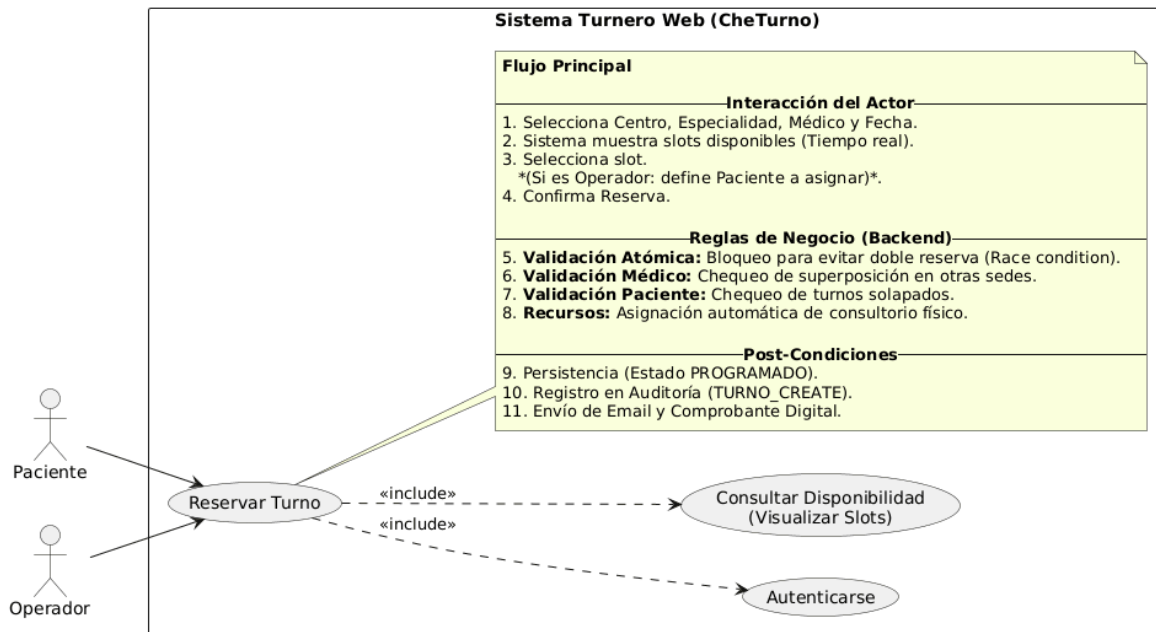 Sistema Turnero Web (CheTurno)
Flujo Principal
Interacción del Actor
1. Selecciona Centro, Especialidad, Médico y Fecha.
2. Sistema muestra slots disponibles (Tiempo real).
3. Selecciona slot.
*(Si es Operador: define Paciente a asignar)*.
4. Confirma Reserva.
Reglas de Negocio (Backend)
5. Validación Atómica: Bloqueo para evitar doble reserva (Race condition).
6. Validación Médico: Chequeo de superposición en otras sedes.
7. Validación Paciente: Chequeo de turnos solapados.
8. Recursos: Asignación automática de consultorio físico.
Post-Condiciones
9. Persistencia (Estado PROGRAMADO).
10. Registro en Auditoría (TURNO_CREATE).
11. Envío de Email y Comprobante Digital.
Paciente
Reservar Turno
«include»
Consultar Disponibilidad
(Visualizar Slots)
«include»
Autenticarse
Operador